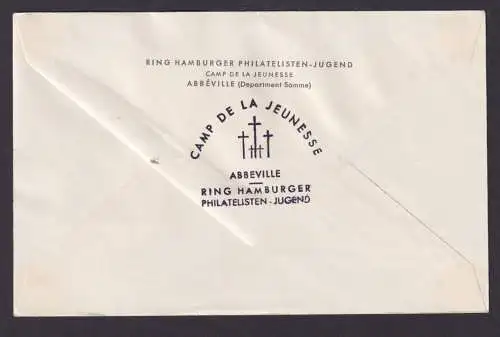 RING HAMBURGER PHILATELISTEN-JUGEND
CAMP DE LA JEUNESSE
ABBÉVILLE (Department Somme)
CAMP DE LA JEUNESSE
ABBEVILLE
RING HAMBURGER
PHILATELISTEN-JUGEND